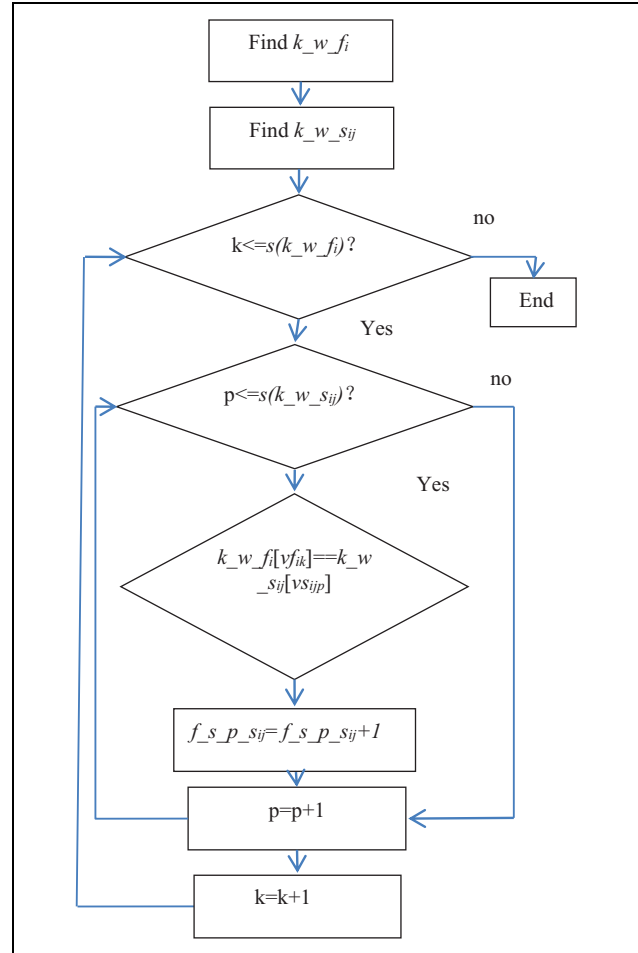 Find k_w_fi
Find k_w_sij
k<=s(k_w_fi)?
no
End
Yes
p<=s(k_w_sij)?
no
Yes
k_w_fi[vfik]==k_w
_sij[vsijp]
f_s_p_sij= f_s_p_sij+1
p=p+1
k=k+1